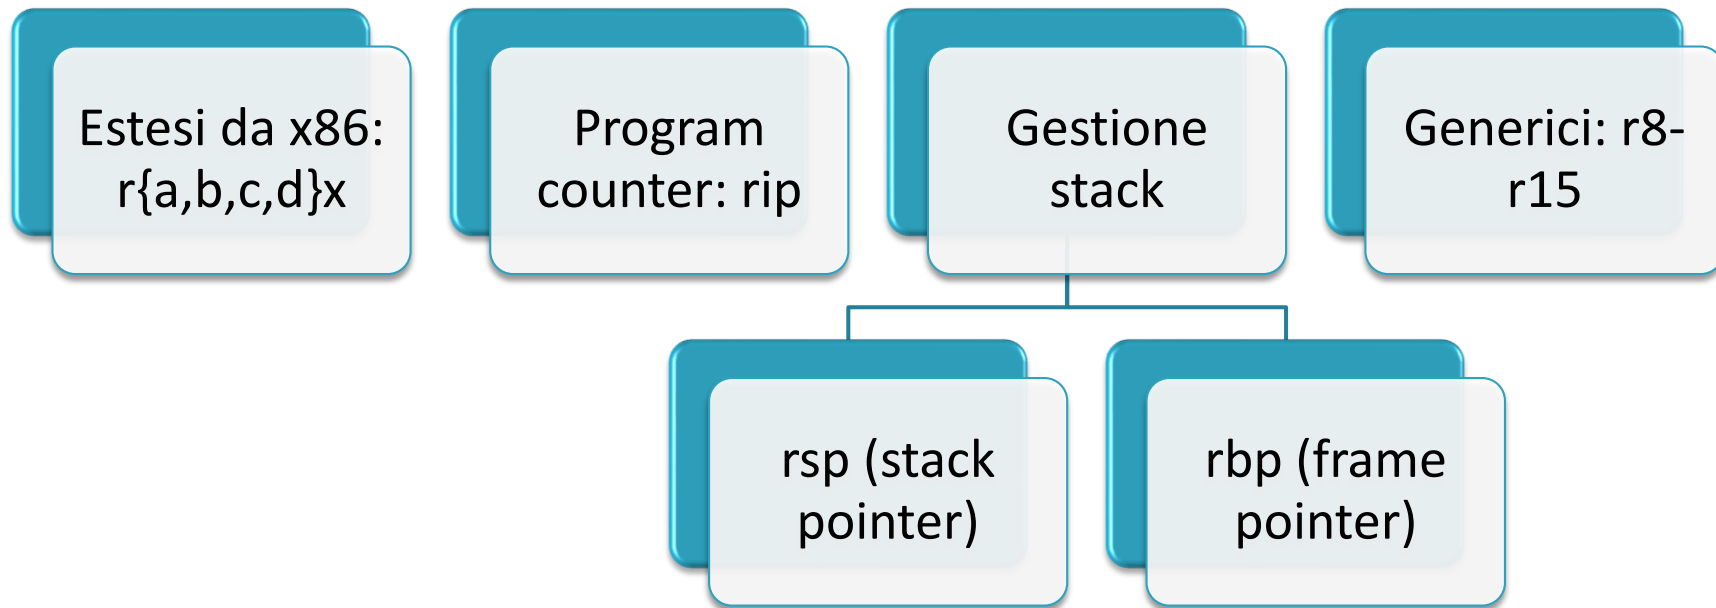 Estesi da x86:
r{a,b,c,d}x
Program
counter: rip
Gestione
stack
Generici: r8-
r15
rsp (stack
pointer)
rbp (frame
pointer)